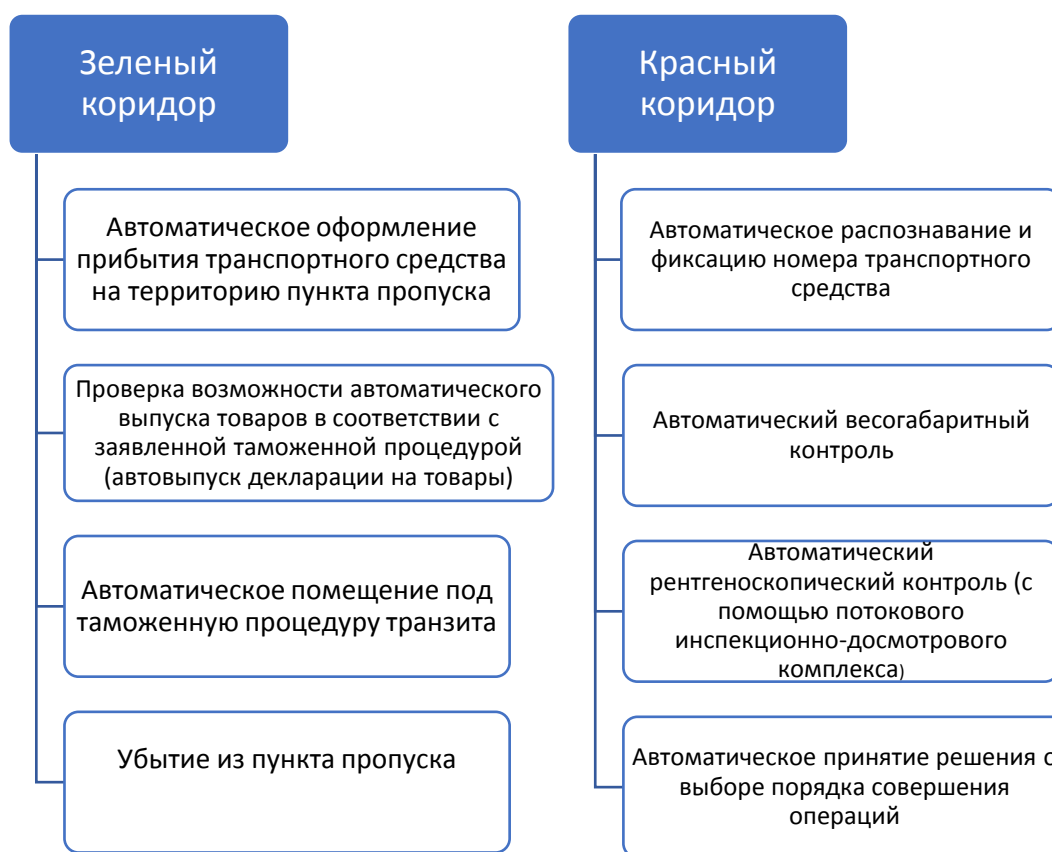 Зеленый
коридор
Автоматическое оформление
прибытия транспортного средства
на территорию пункта пропуска
Проверка возможности автоматического
выпуска товаров в соответствии с
заявленной таможенной процедурой
(автовыпуск декларации на товары)
Автоматическое помещение под
таможенную процедуру транзита
Убытие из пункта пропуска
Красный
коридор
Автоматическое распознавание и
фиксацию номера транспортного
средства
Автоматический весогабаритный
контроль
Автоматический
рентгеноскопический контроль (с
помощью потокового
инспекционно-досмотрового
комплекса)
Автоматическое принятие решения о
выборе порядка совершения
операций